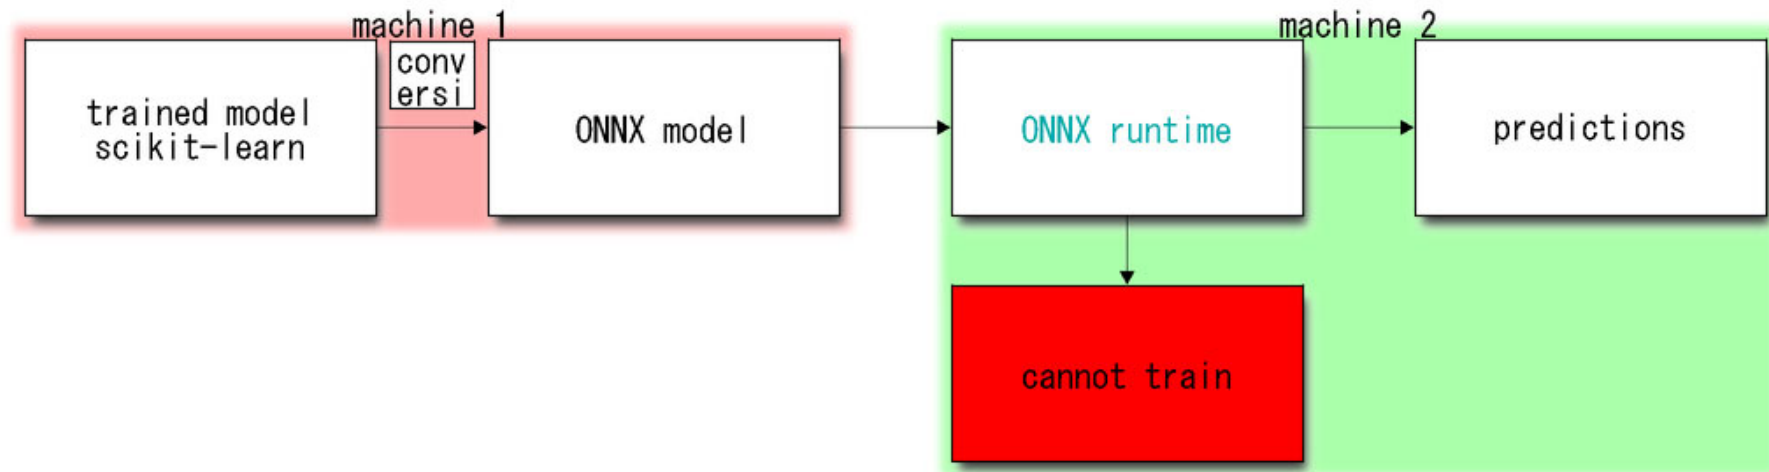 machine 1
machine 2
trained model
scikit-learn
conv
ersi
ONNX model
ONNX runtime
predictions
cannot train